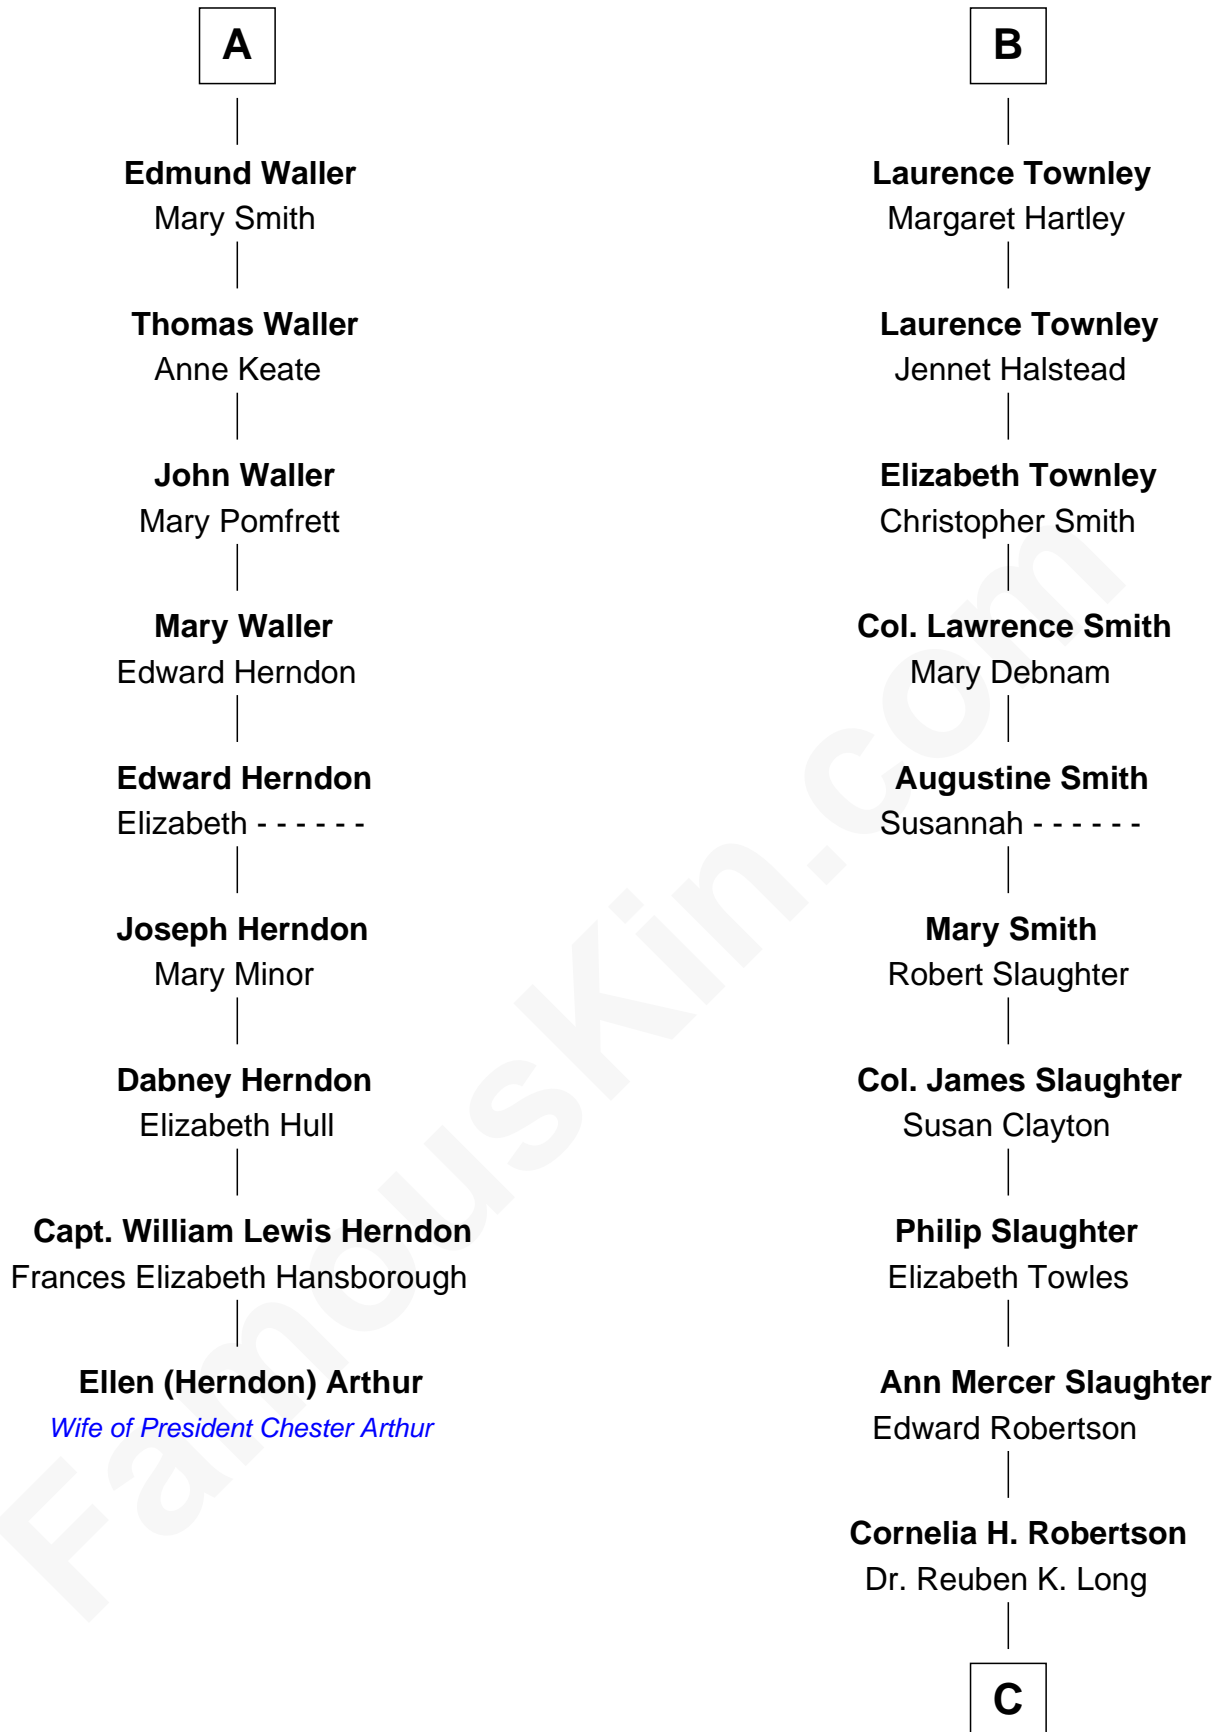 A
Edmund Waller
Mary Smith
Thomas Waller
Anne Keate
John Waller
Mary Pomfrett
Mary Waller
Edward Herndon
Edward Herndon
Elizabeth - - - - - -
Joseph Herndon
Mary Minor
Dabney Herndon
Elizabeth Hull
Capt. William Lewis Herndon
Frances Elizabeth Hansborough
Ellen (Herndon) Arthur
Wife of President Chester Arthur
B
Laurence Townley
Margaret Hartley
Laurence Townley
Jennet Halstead
Elizabeth Townley
Christopher Smith
Col. Lawrence Smith
Mary Debnam
Augustine Smith
Susannah - - - - - -
Mary Smith
Robert Slaughter
Col. James Slaughter
Susan Clayton
Philip Slaughter
Elizabeth Towles
Ann Mercer Slaughter
Edward Robertson
Cornelia H. Robertson
Dr. Reuben K. Long
C
FamousKin.com